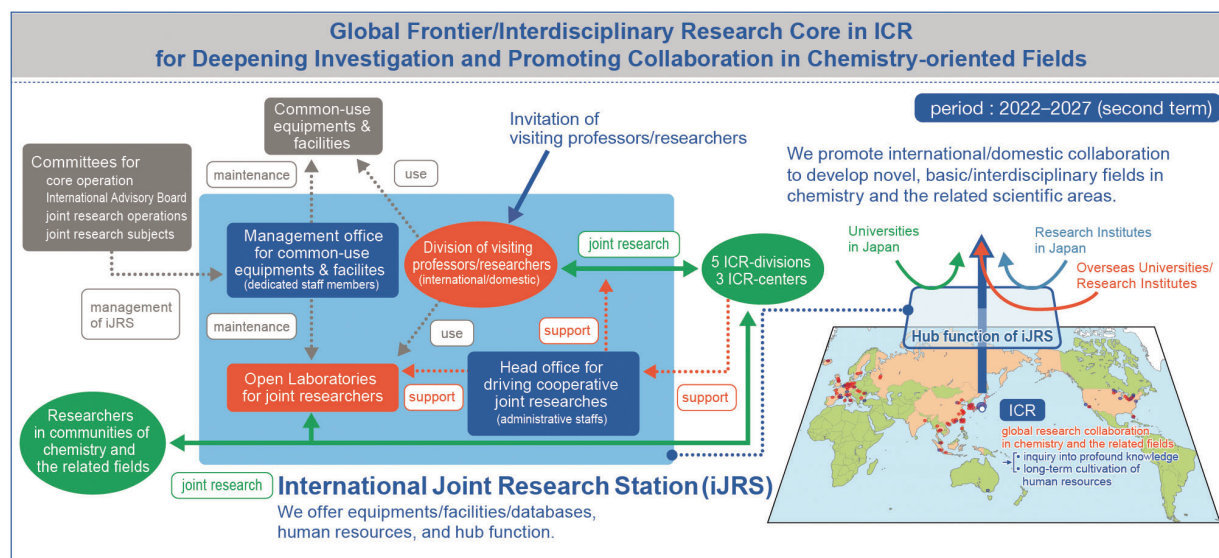 Global Frontier/Interdisciplinary Research Core in ICR
for Deepening Investigation and Promoting Collaboration in Chemistry-oriented Fields
period : 2022–2027 (second term)
Common-use
equipments &
facilities
Invitation of
visiting professors/researchers
Committees for
core operation
International Advisory Board
joint research operations
joint research subjects
maintenance
use
We promote international/domestic collaboration
to develop novel, basic/interdisciplinary fields in
chemistry and the related scientific areas.
Management office
for common-use
equipments & facilites
(dedicated staff members)
Division of visiting
professors/researchers
(international/domestic)
joint research
5 ICR-divisions
3 ICR-centers
Universities
in Japan
Research Institutes
in Japan
Overseas Universities/
Research Institutes
management
of iJRS
maintenance
use
support
Hub function of iJRS
Open Laboratories
for joint researchers
support
Head office for
driving cooperative
joint researches
(administrative staffs)
support
Researchers
in communities of
chemistry and
the related fields
ICR
global research collaboration
in chemistry and the related fields
• inquiry into profound knowledge
• long-term cultivation of
human resources
joint research
International Joint Research Station (iJRS)
We offer equipments/facilities/databases,
human resources, and hub function.